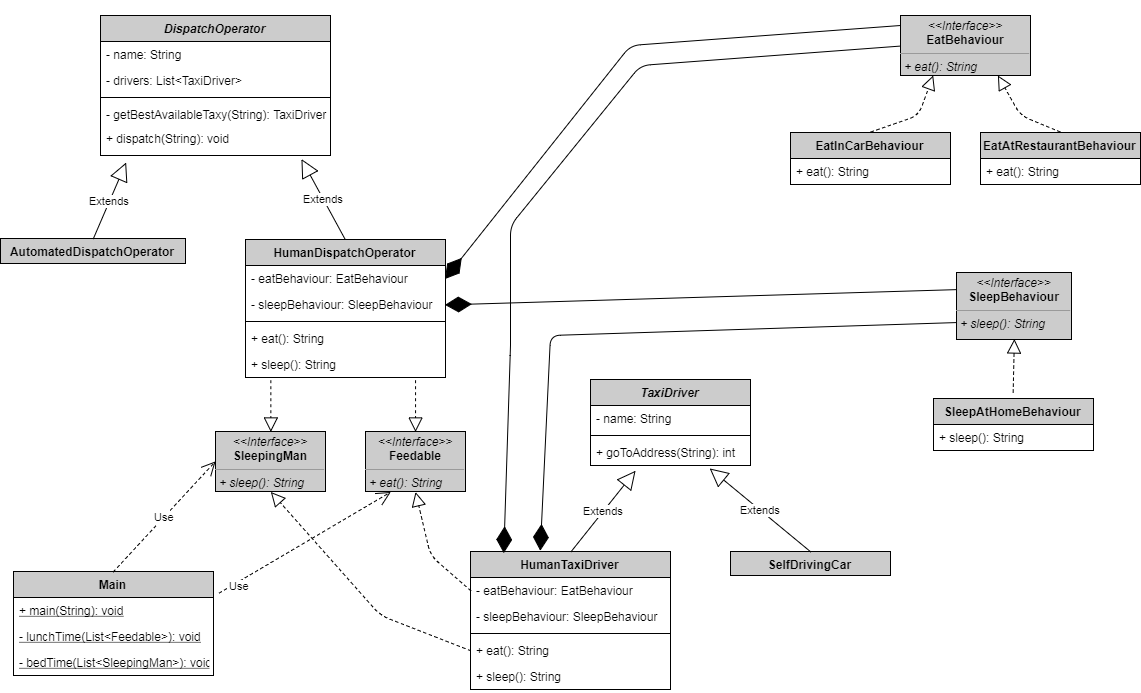 DispatchOperator
- name: String
- drivers: List<TaxiDriver>
- getBestAvailableTaxy(String): TaxiDriver
+ dispatch(String): void
<<Interface>>
EatBehaviour
+ eat(): String
EatInCarBehaviour
+ eat(): String
EatAtRestaurantBehaviour
+ eat(): String
Extends
Extends
AutomatedDispatchOperator
HumanDispatchOperator
- eatBehaviour: EatBehaviour
- sleepBehaviour: SleepBehaviour
+ eat(): String
+ sleep(): String
<<Interface>>
SleepBehaviour
+ sleep(): String
SleepAtHomeBehaviour
+ sleep(): String
TaxiDriver
- name: String
+ goToAddress(String): int
<<Interface>>
SleepingMan
+ sleep(): String
<<Interface>>
Feedable
+ eat(): String
Use
Extends
Extends
Use
Main
+ main(String): void
- lunchTime(List<Feedable>): void
- bedTime(List<SleepingMan>): void
HumanTaxiDriver
- eatBehaviour: EatBehaviour
- sleepBehaviour: SleepBehaviour
+ eat(): String
+ sleep(): String
SelfDrivingCar